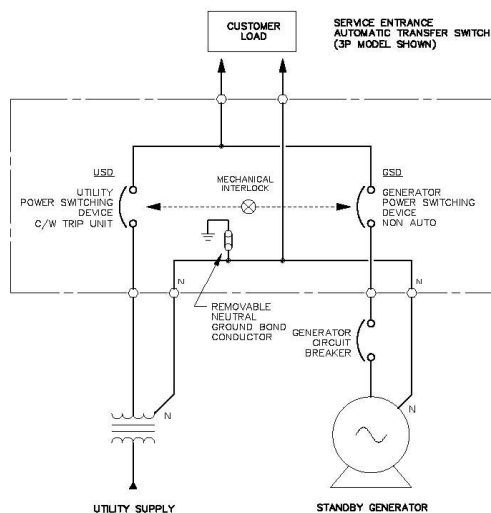 CUSTOMER
LOAD
SERVICE ENTRANCE
AUTOMATIC TRANSFER SWITCH
(3P MODEL SHOWN)
USD
UTILITY
POWER SWITCHING
DEVICE
C/W TRIP UNIT
MECHANICAL
INTERLOCK
GSD
GENERATOR
POWER SWITCHING
DEVICE
NON AUTO
N
N
REMOVABLE
NEUTRAL
GROUND BOND
CONDUCTOR
GENERATOR
CIRCUIT
BREAKER
N
N
UTILITY SUPPLY
STANDBY GENERATOR